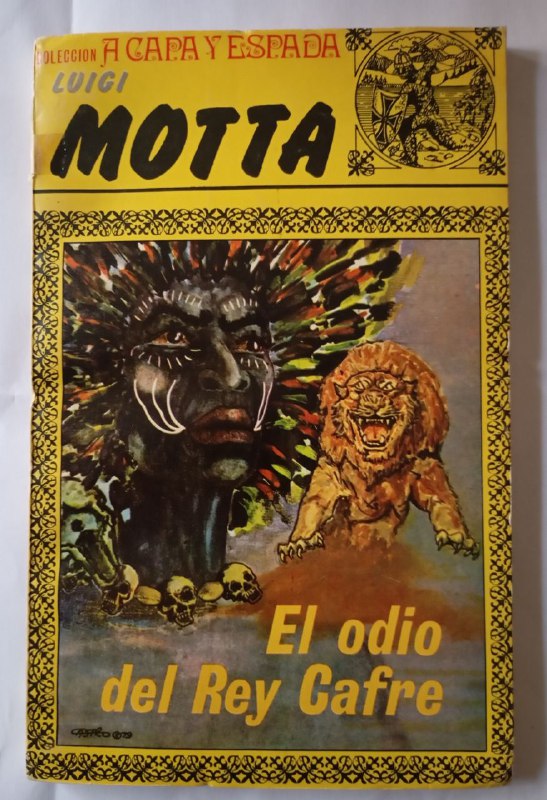 COLECCION A CAPA Y ESPADA
LUIGI
MOTTA
El odio
del Rey Cafre